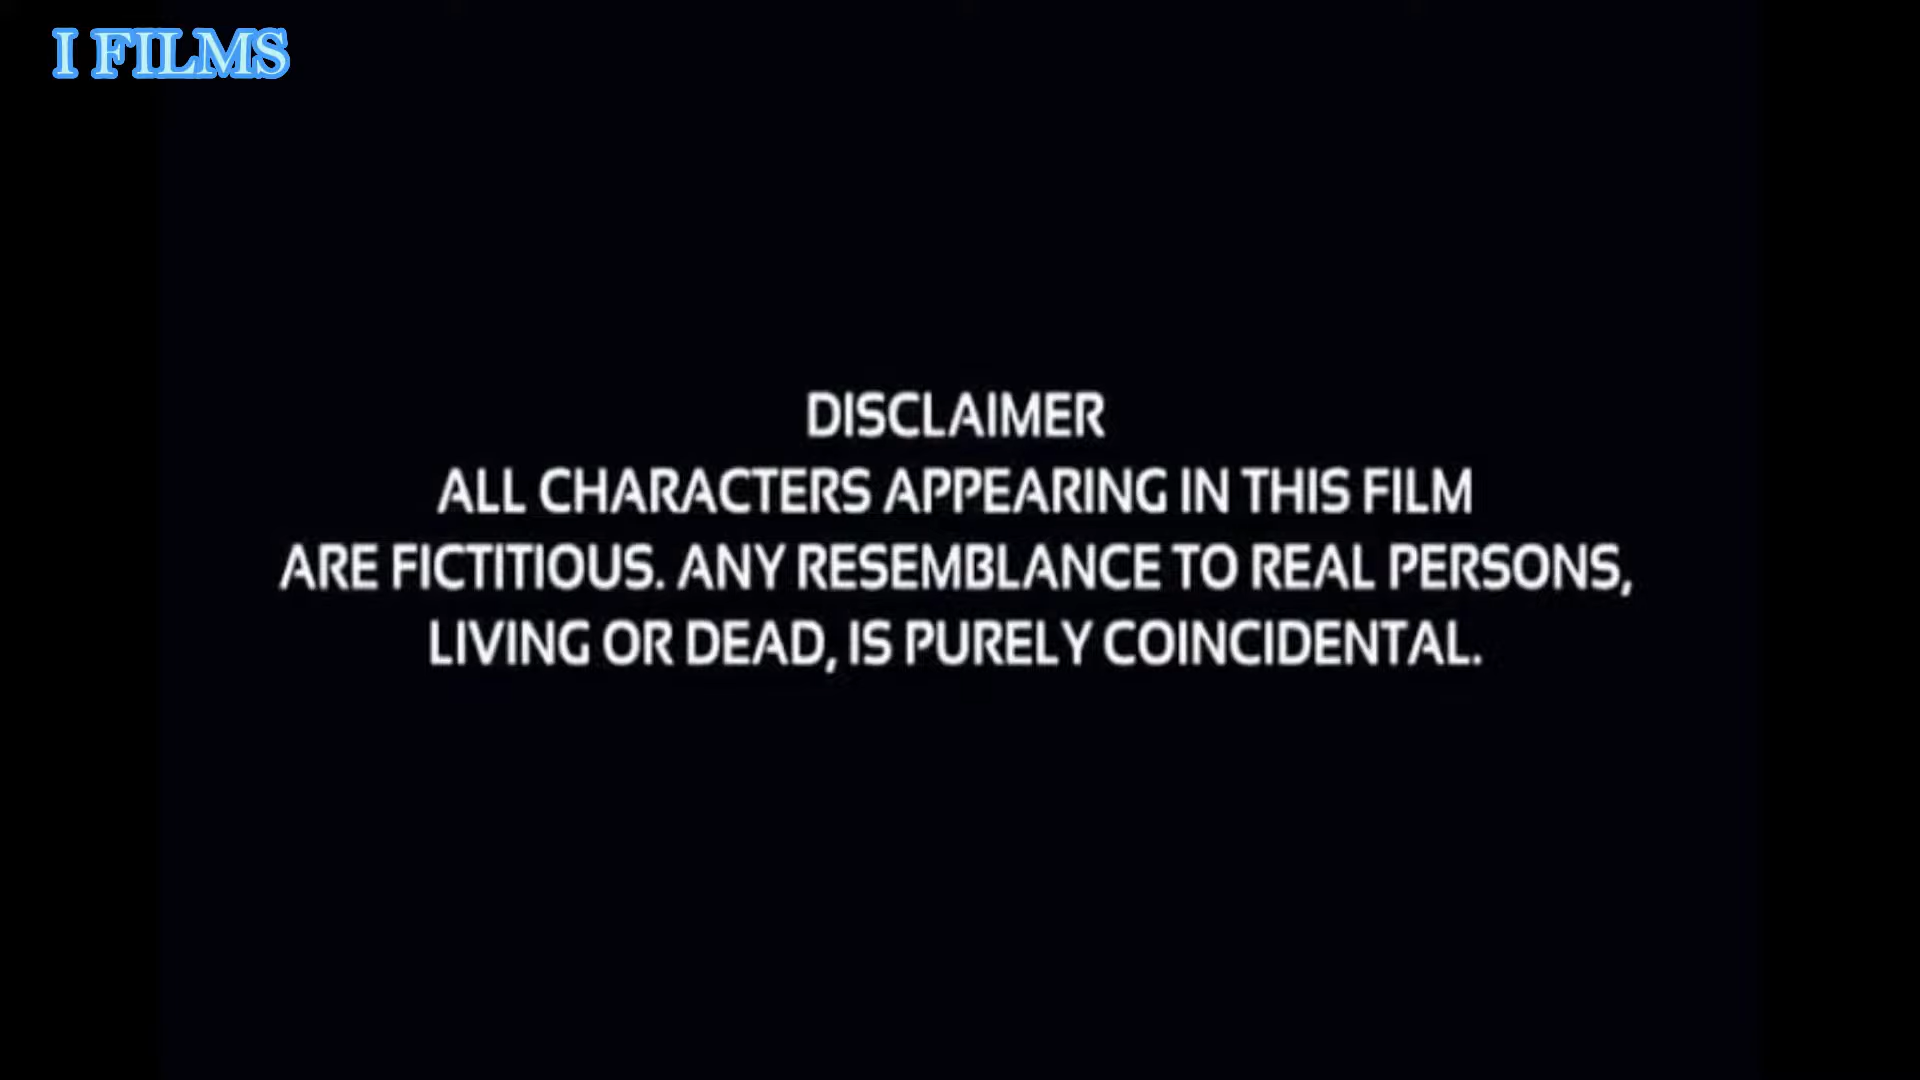 I FILMS
DISCLAIMER
ALL CHARACTERS APPEARING IN THIS FILM
ARE FICTITIOUS. ANY RESEMBLANCE TO REAL PERSONS,
LIVING OR DEAD, IS PURELY COINCIDENTAL.